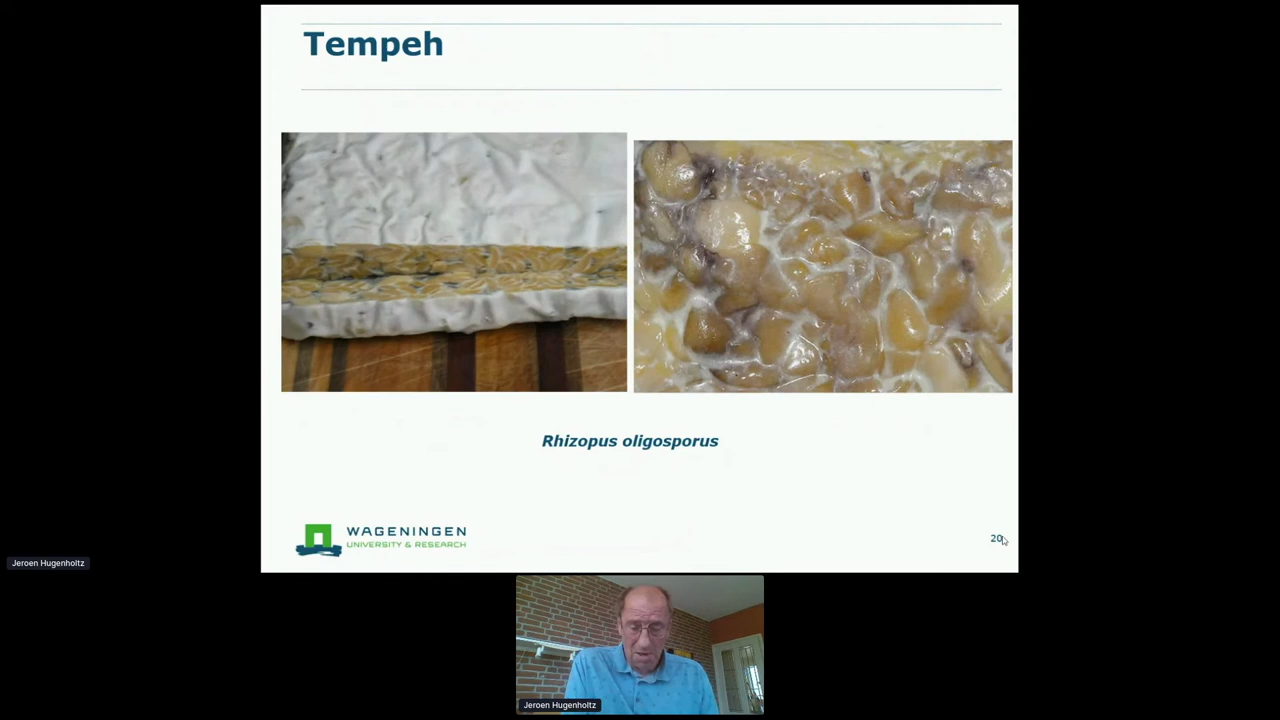 Tempeh
Rhizopus oligosporus
WAGENINGEN
UNIVERSITY & RESEARCH
20
Jeroen Hugenholtz
Jeroen Hugenholtz